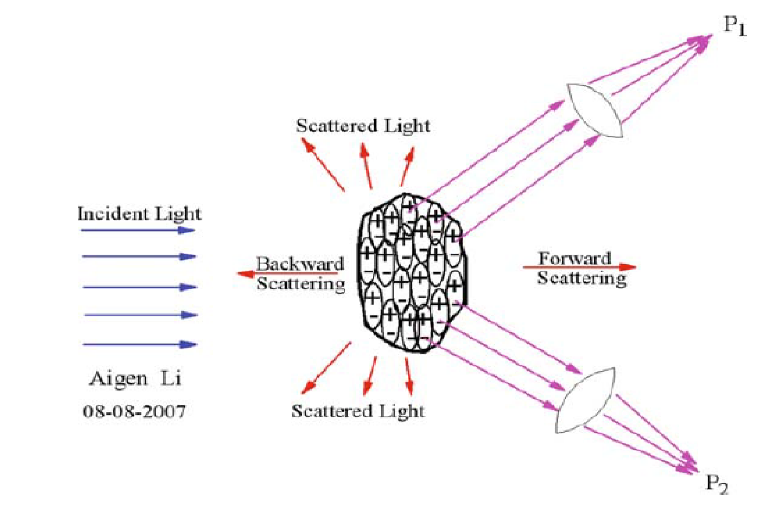 P1
Scattered Light
Incident Light
Backward
Scattering
Forward
Scattering
Aigen Li
08-08-2007
Scattered Light
P2